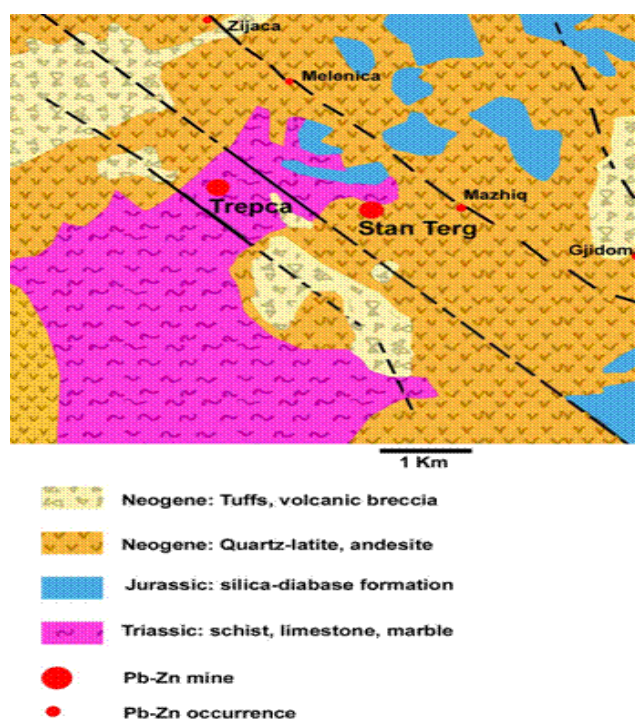 Zijaca
Melenica
Trepca
Mazhiq
Stan Terg
Gjidom
1 Km
Neogene: Tuffs, volcanic breccia
Neogene: Quartz-latite, andesite
Jurassic: silica-diabase formation
Triassic: schist, limestone, marble
Pb-Zn mine
Pb-Zn occurrence